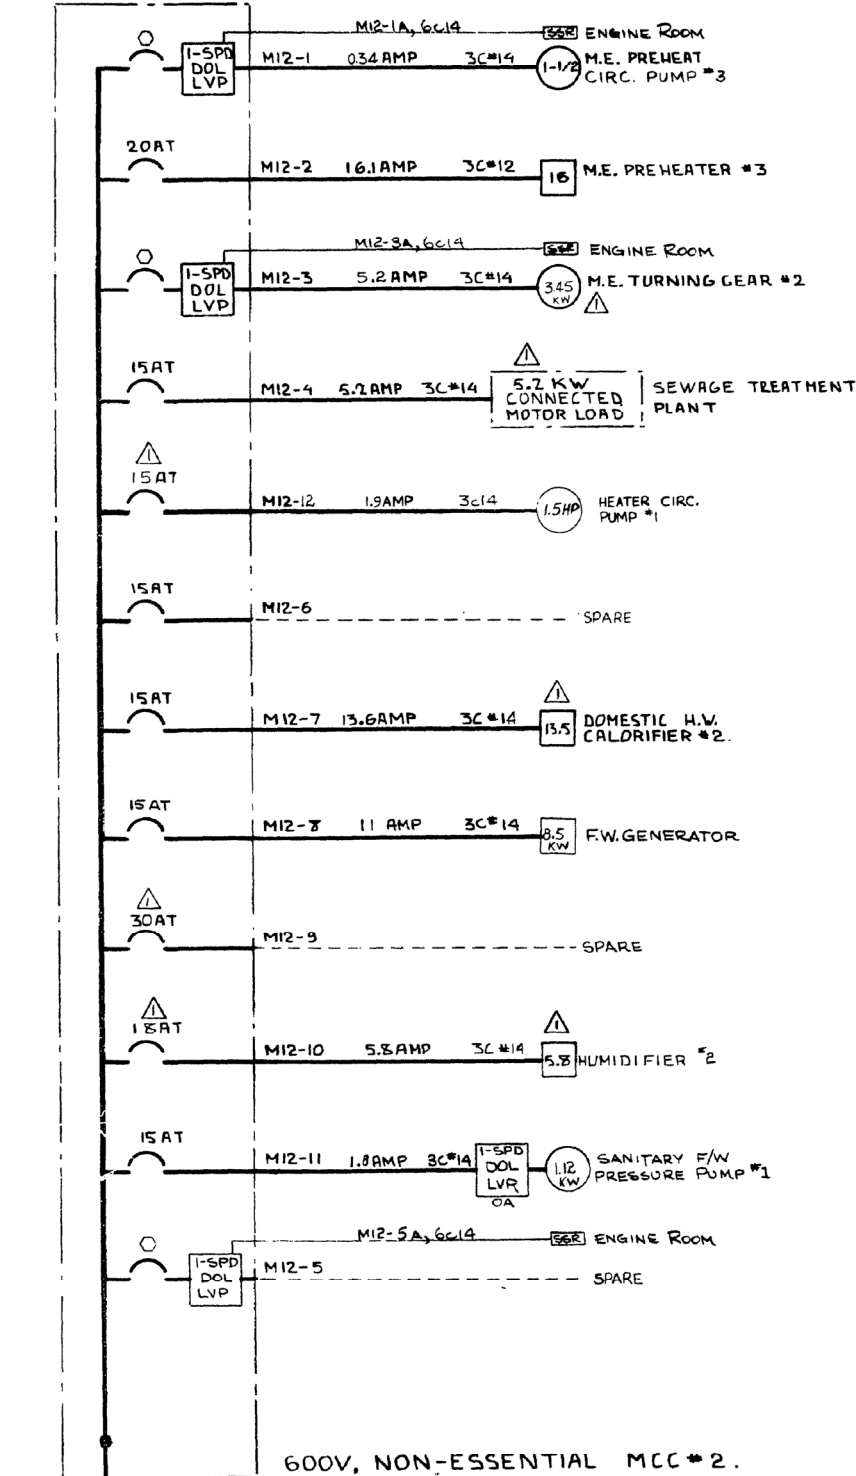 M12-1A, 6C14
SSR ENGINE ROOM
1-SPD
DOL
LVP
M12-1 0.34 AMP 3C#14
1-1/2
M.E. PREHEAT
CIRC. PUMP #3
20AT
M12-2 16.1 AMP 3C#12
16
M.E. PREHEATER #3
M12-3A, 6C14
SSR ENGINE ROOM
1-SPD
DOL
LVP
M12-3 5.2 AMP 3C#14
3.45
KW
M.E. TURNING GEAR #2
1
15AT
M12-4 5.2 AMP 3C#14
1
5.2 KW
CONNECTED
MOTOR LOAD
SEWAGE TREATMENT
PLANT
1
15AT
M12-12 1.9AMP 3C14
1.5HP
HEATER CIRC.
PUMP #1
15AT
M12-6
SPARE
15AT
M12-7 13.6AMP 3C#14
1
13.5
DOMESTIC H.W.
CALORIFIER #2.
15AT
M12-8 11 AMP 3C#14
8.5
KW
F.W. GENERATOR
1
30AT
M12-9
SPARE
1
18AT
M12-10 5.8AMP 3C#14
1
5.8
HUMIDIFIER #2
15AT
M12-11 1.8AMP 3C#14
1-SPD
DOL
LVR
OA
1.12
KW
SANITARY F/W
PRESSURE PUMP #1
M12-5A, 6C14
SSR ENGINE ROOM
1-SPD
DOL
LVP
M12-5
SPARE
600V, NON-ESSENTIAL MCC #2.